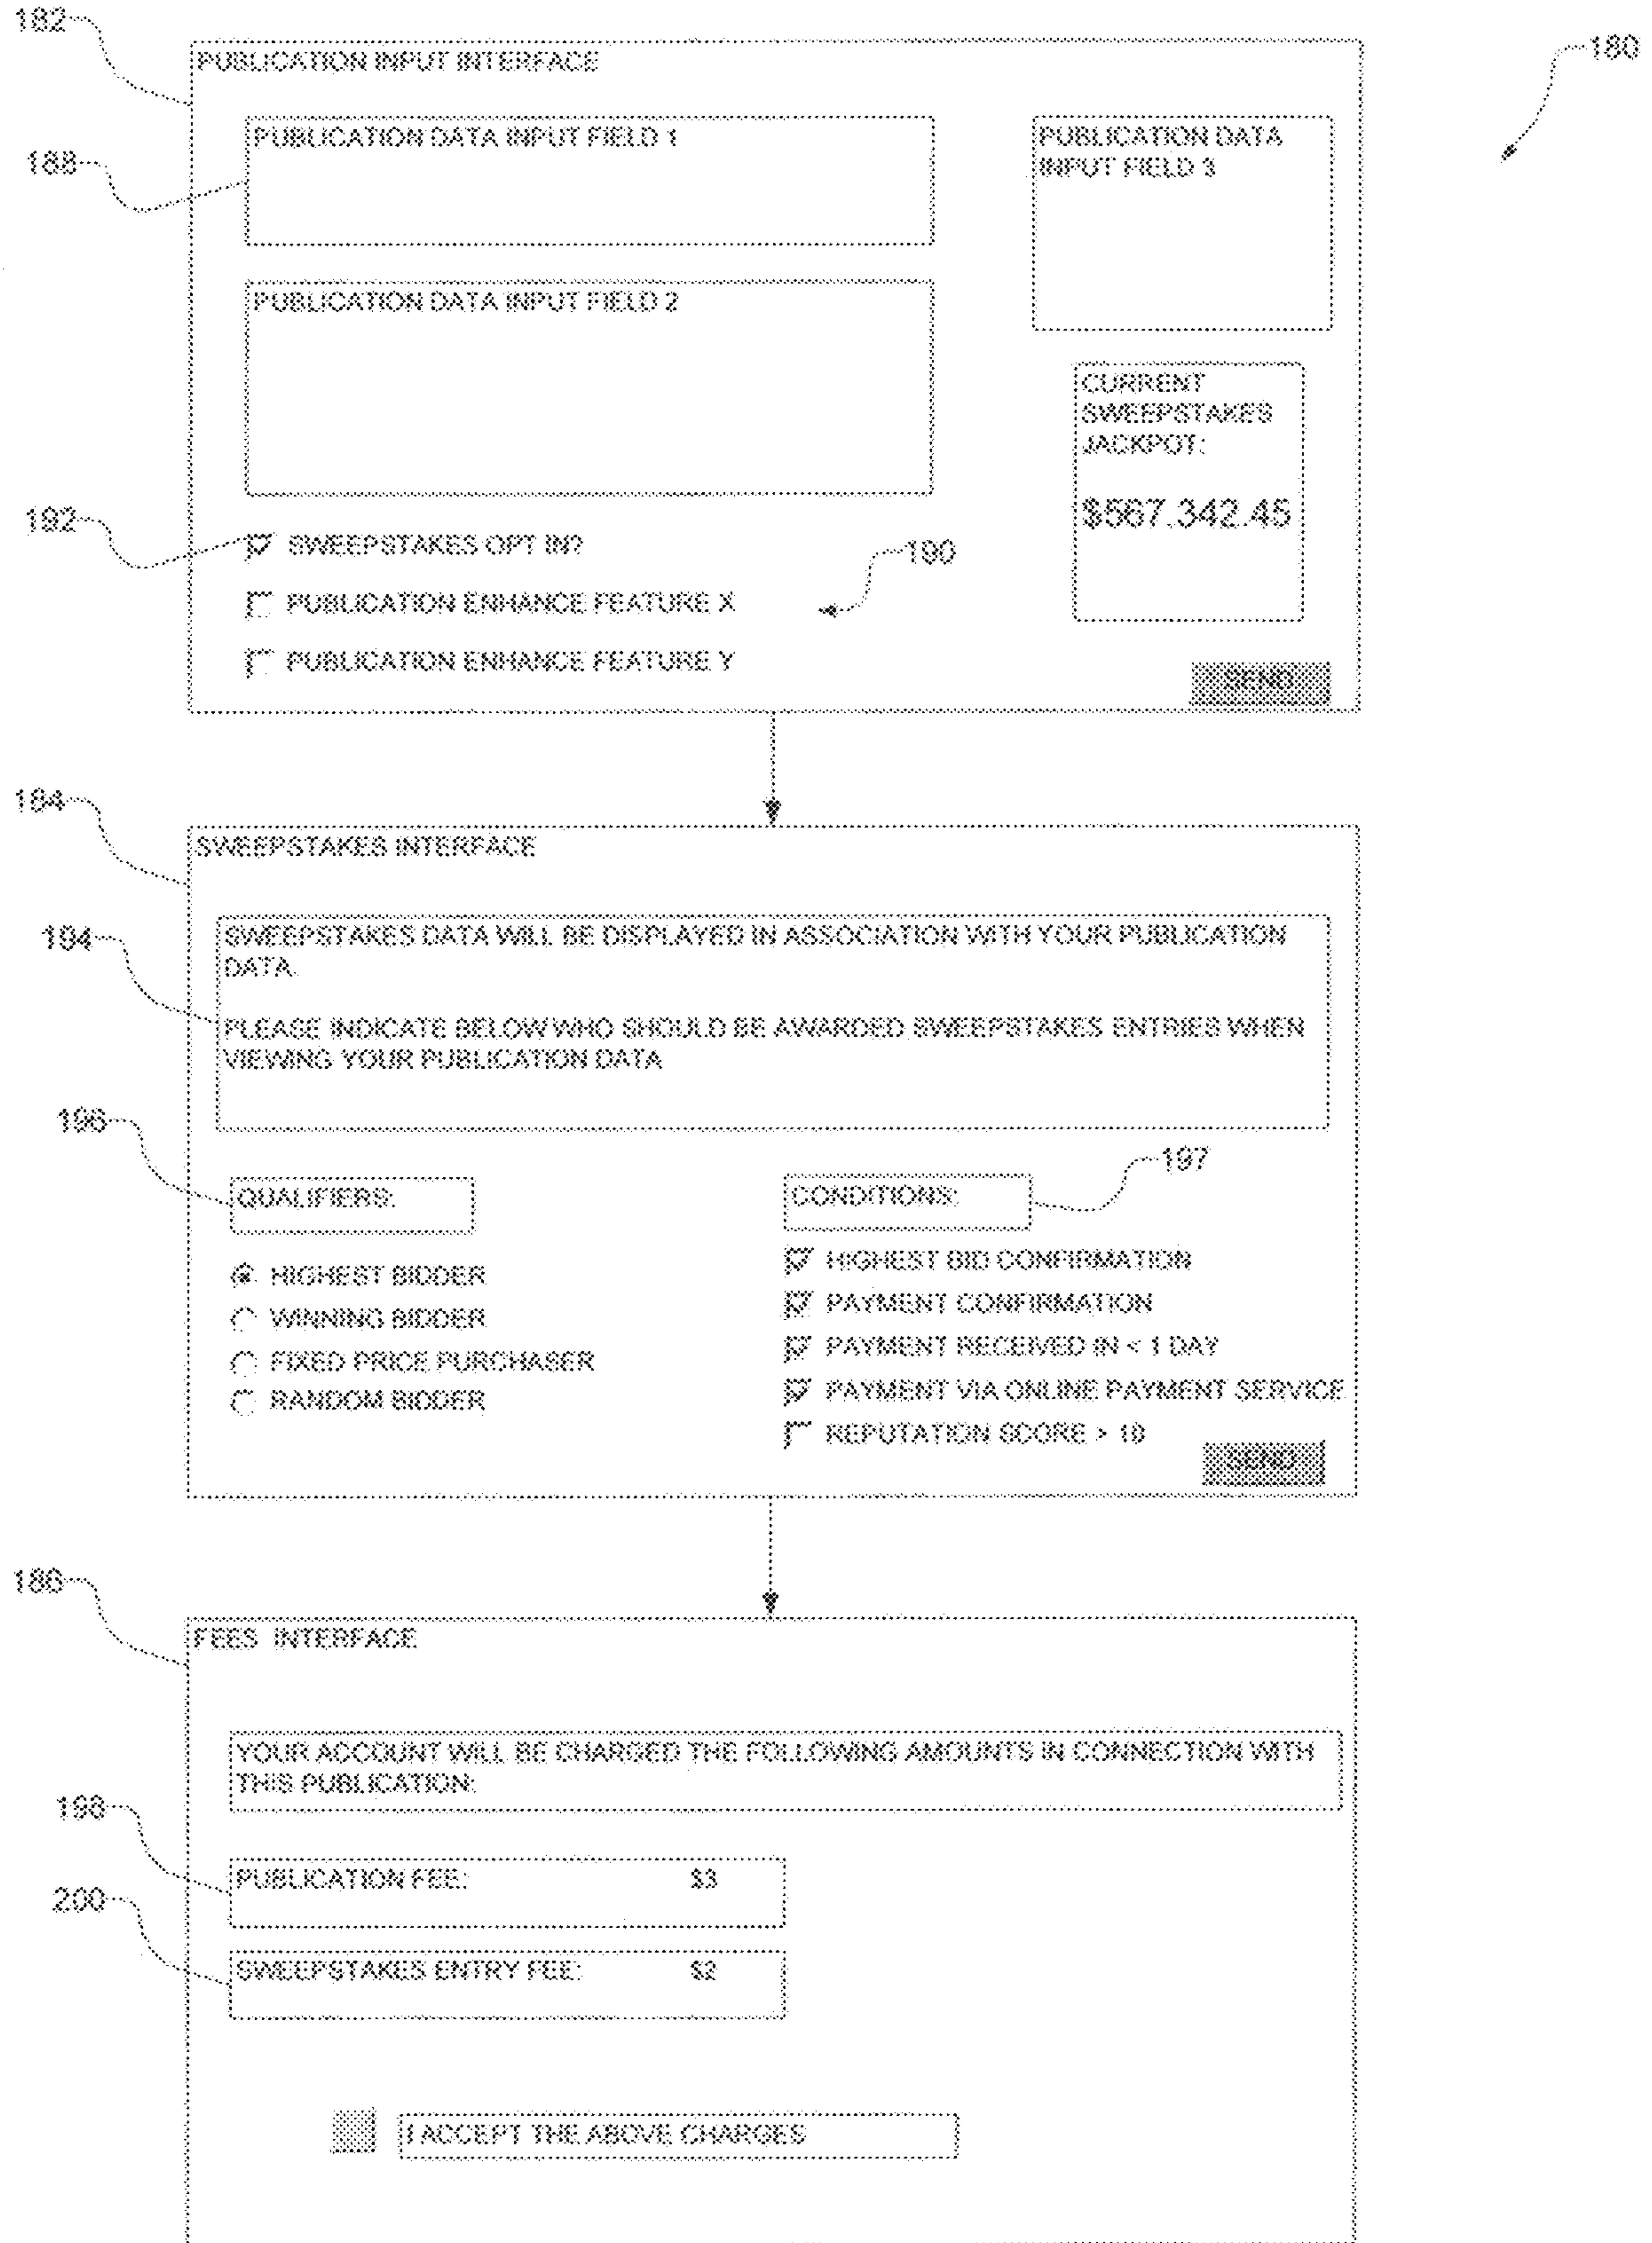 182
180
PUBLICATION INPUT INTERFACE
188
PUBLICATION DATA INPUT FIELD 1
PUBLICATION DATA
INPUT FIELD 3
PUBLICATION DATA INPUT FIELD 2
CURRENT
SWEEPSTAKES
JACKPOT:
$567,342.45
192
SWEEPSTAKES OPT IN?
190
PUBLICATION ENHANCE FEATURE X
PUBLICATION ENHANCE FEATURE Y
SEND
184
SWEEPSTAKES INTERFACE
194
SWEEPSTAKES DATA WILL BE DISPLAYED IN ASSOCIATION WITH YOUR PUBLICATION
DATA.
PLEASE INDICATE BELOW WHO SHOULD BE AWARDED SWEEPSTAKES ENTRIES WHEN
VIEWING YOUR PUBLICATION DATA
196
197
QUALIFIERS:
HIGHEST BIDDER
WINNING BIDDER
FIXED PRICE PURCHASER
RANDOM BIDDER
CONDITIONS:
HIGHEST BID CONFIRMATION
PAYMENT CONFIRMATION
PAYMENT RECEIVED IN < 1 DAY
PAYMENT VIA ONLINE PAYMENT SERVICE
REPUTATION SCORE > 10
SEND
186
FEES INTERFACE
YOUR ACCOUNT WILL BE CHARGED THE FOLLOWING AMOUNTS IN CONNECTION WITH
THIS PUBLICATION:
198
PUBLICATION FEE: $3
200
SWEEPSTAKES ENTRY FEE: $2
I ACCEPT THE ABOVE CHARGES